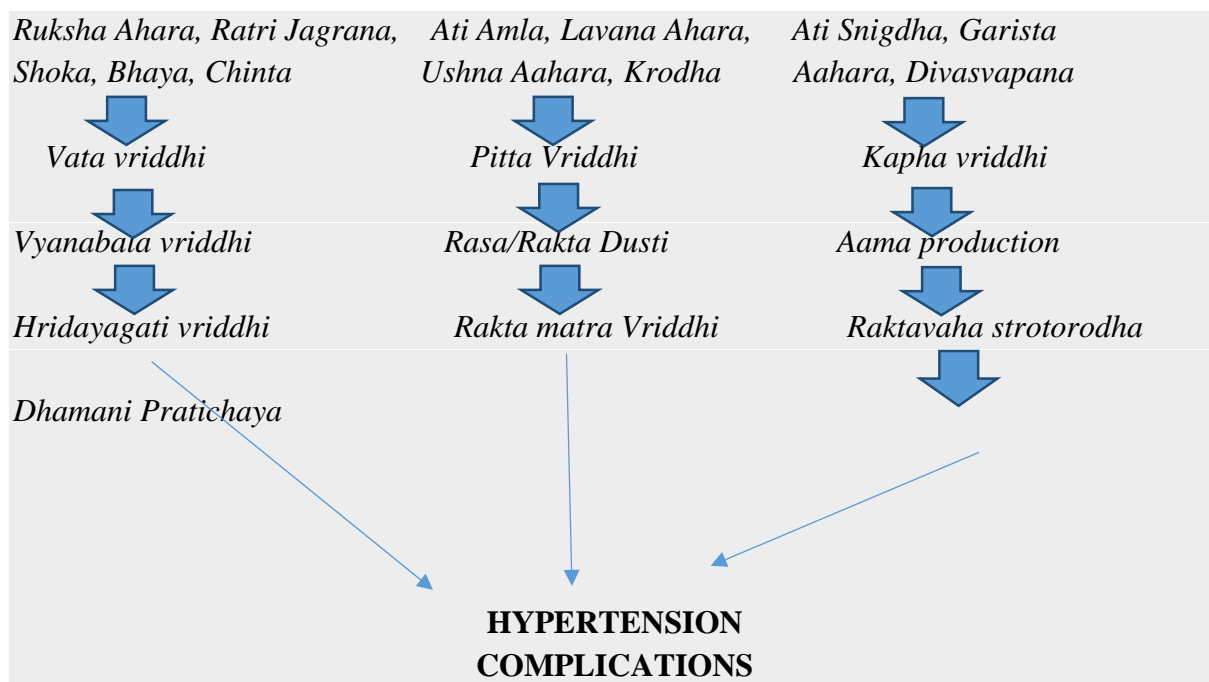 Ruksha Ahara, Ratri Jagrana, Ati Amla, Lavana Ahara, Ati Snigdha, Garista
Shoka, Bhaya, Chinta Ushna Aahara, Krodha Aahara, Divasvapana
Vata vriddhi Pitta Vriddhi Kapha vriddhi
Vyanabala vriddhi Rasa/Rakta Dusti Aama production
Hridayagati vriddhi Rakta matra Vriddhi Raktavaha strotorodha
Dhamani Pratichaya
HYPERTENSION
COMPLICATIONS